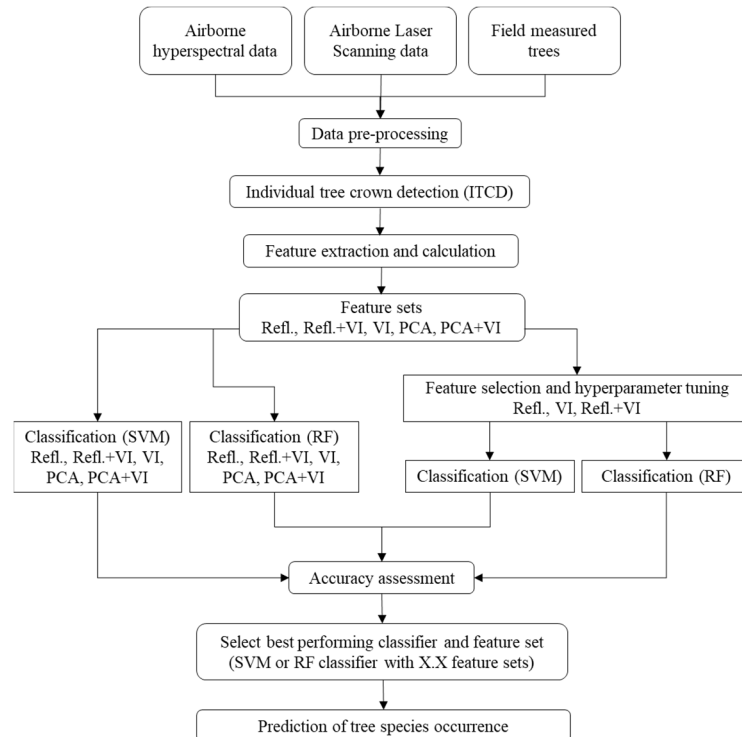 Airborne
hyperspectral data
Airborne Laser
Scanning data
Field measured
trees
Data pre-processing
Individual tree crown detection (ITCD)
Feature extraction and calculation
Feature sets
Refl., Refl.+VI, VI, PCA, PCA+VI
Feature selection and hyperparameter tuning
Refl., VI, Refl.+VI
Classification (SVM)
Refl., Refl.+VI, VI,
PCA, PCA+VI
Classification (RF)
Refl., Refl.+VI, VI,
PCA, PCA+VI
Classification (SVM)
Classification (RF)
Accuracy assessment
Select best performing classifier and feature set
(SVM or RF classifier with X.X feature sets)
Prediction of tree species occurrence